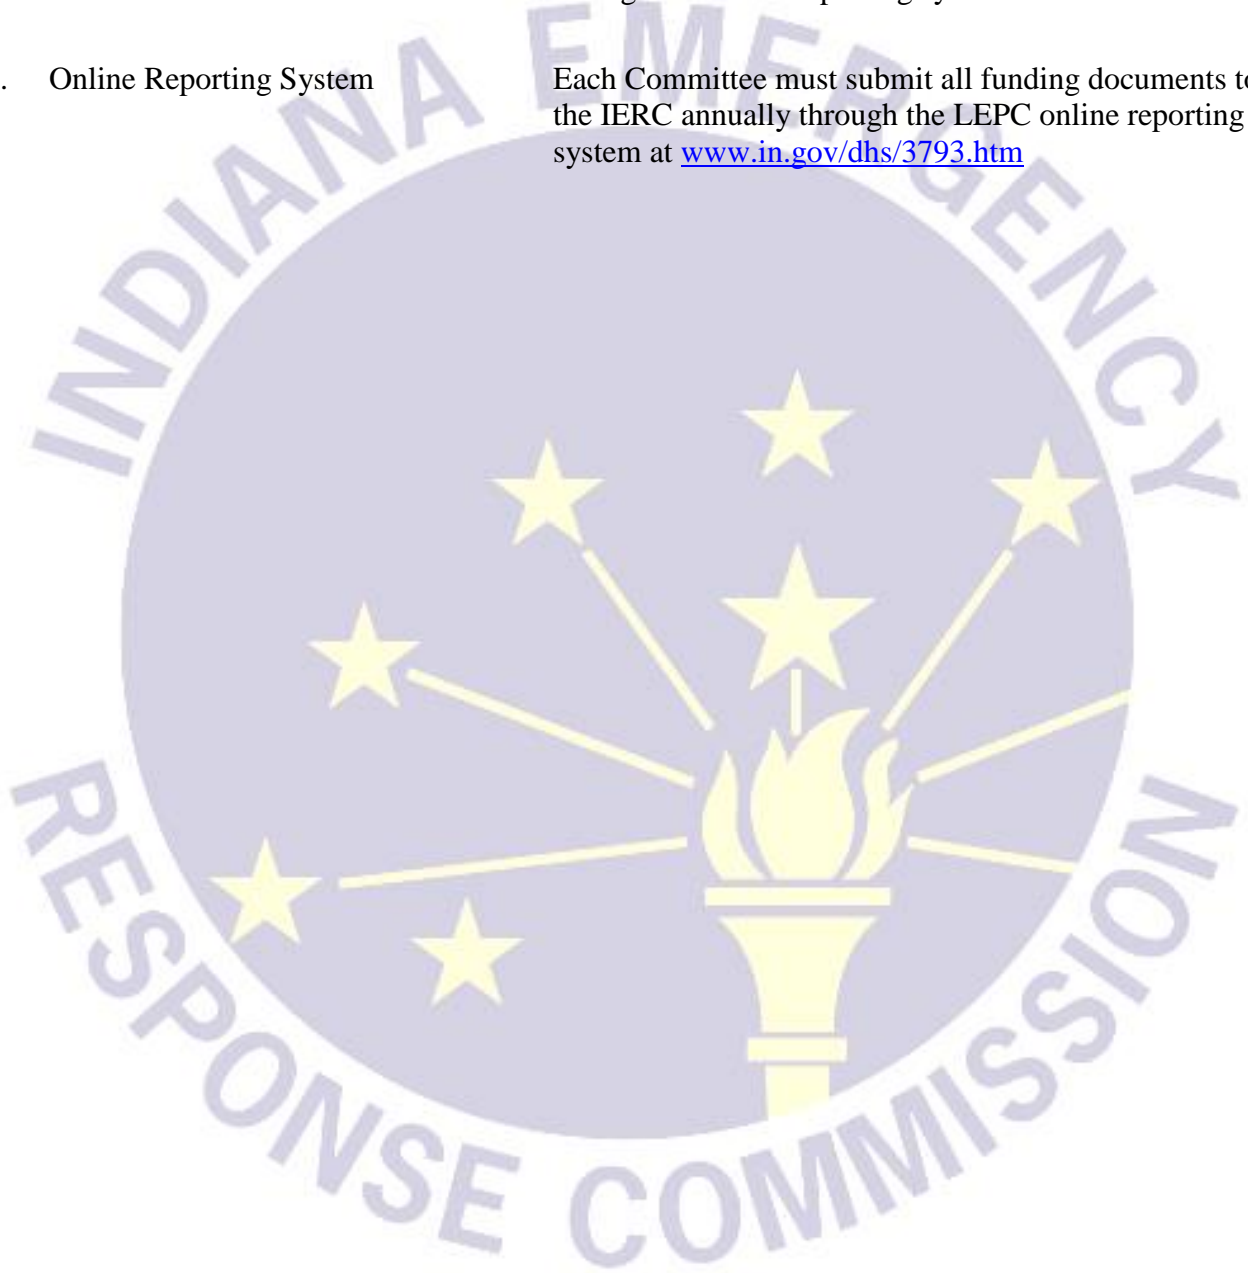 . Online Reporting System Each Committee must submit all funding documents to
the IERC annually through the LEPC online reporting
system at www.in.gov/dhs/3793.htm
INDIANA EMERGENCY
RESPONSE COMMISSION